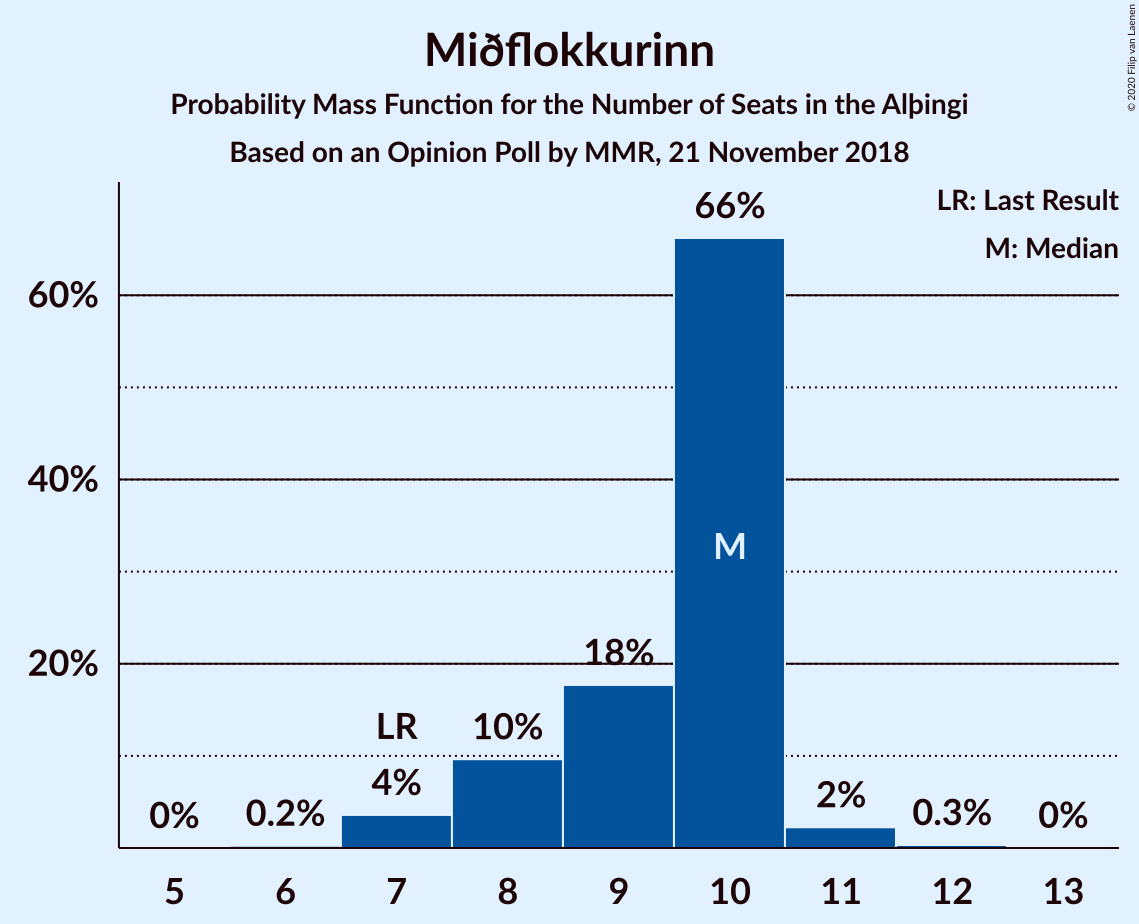 Miðflokkurinn
Probability Mass Function for the Number of Seats in the Alþingi
Based on an Opinion Poll by MMR, 21 November 2018
© 2020 Filip van Laenen
LR: Last Result
M: Median
66%
60%
40%
M
20%
18%
LR
10%
4%
0%
0.2%
2%
0.3%
0%
5 6 7 8 9 10 11 12 13